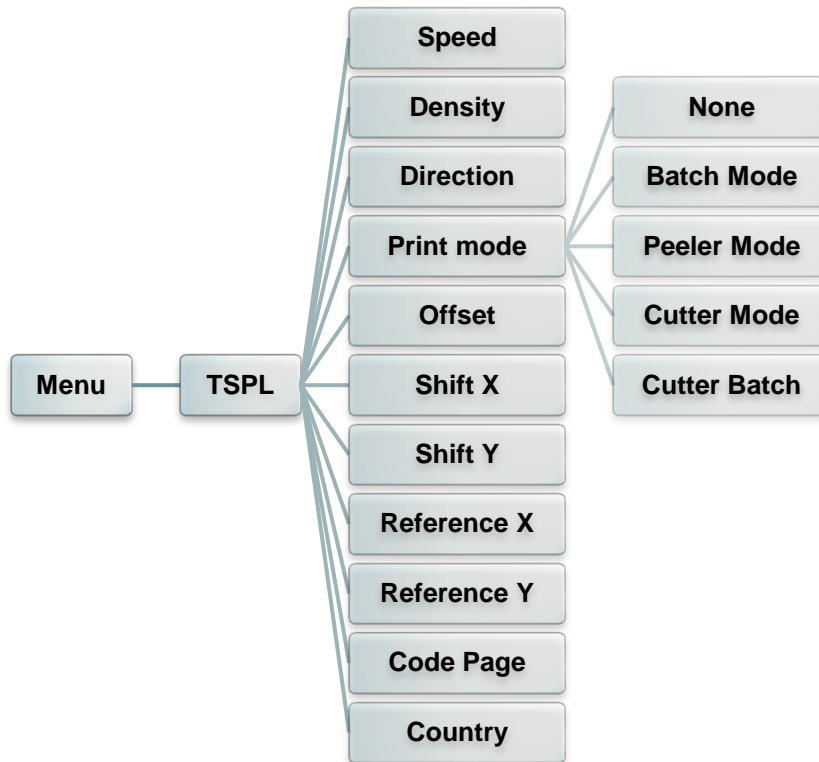 Menu
TSPL
Speed
Density
Direction
Print mode
Offset
Shift X
Shift Y
Reference X
Reference Y
Code Page
Country
None
Batch Mode
Peeler Mode
Cutter Mode
Cutter Batch